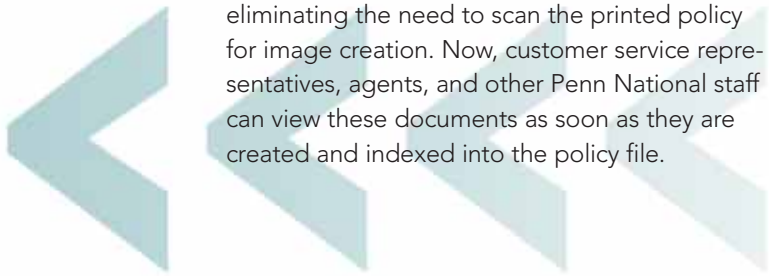 eliminating the need to scan the printed policy
for image creation. Now, customer service repre-
sentatives, agents, and other Penn National staff
can view these documents as soon as they are
created and indexed into the policy file.